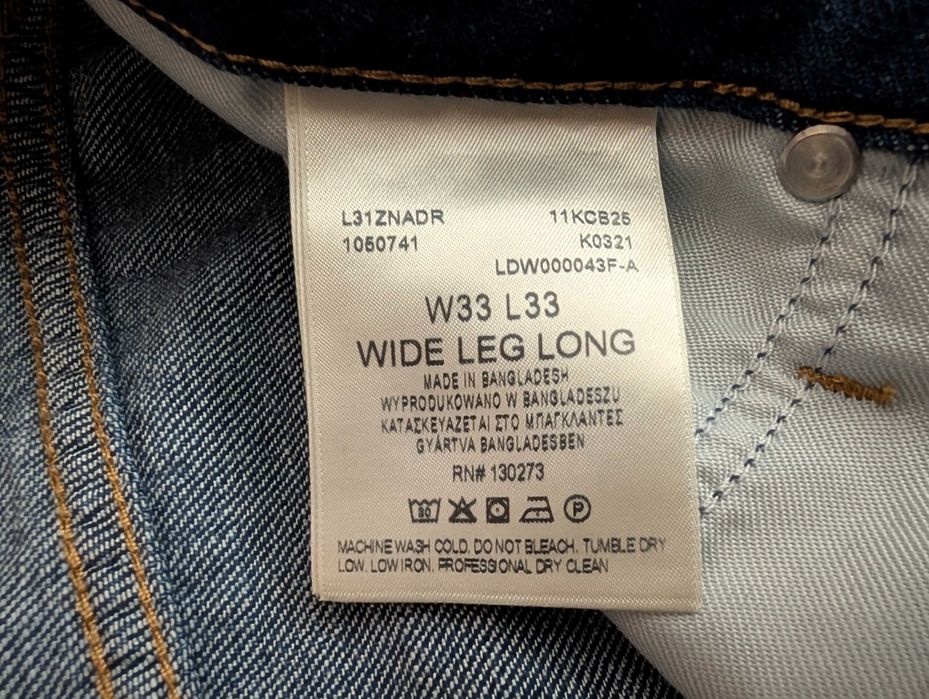 L31ZNADR 11KCB25
1050741 K0321
LDW000043F-A
W33 L33
WIDE LEG LONG
MADE IN BANGLADESH
WYPRODUKOWANO W BANGLADESZU
ΚΑΤΑΣΚΕΥΑΖΕΤΑΙ ΣΤΟ ΜΠΑΓΚΛΑΝΤΕΣ
GYÁRTVA BANGLADESBEN
RN# 130273
30 P
MACHINE WASH COLD. DO NOT BLEACH. TUMBLE DRY
LOW. LOW IRON. PROFESSIONAL DRY CLEAN